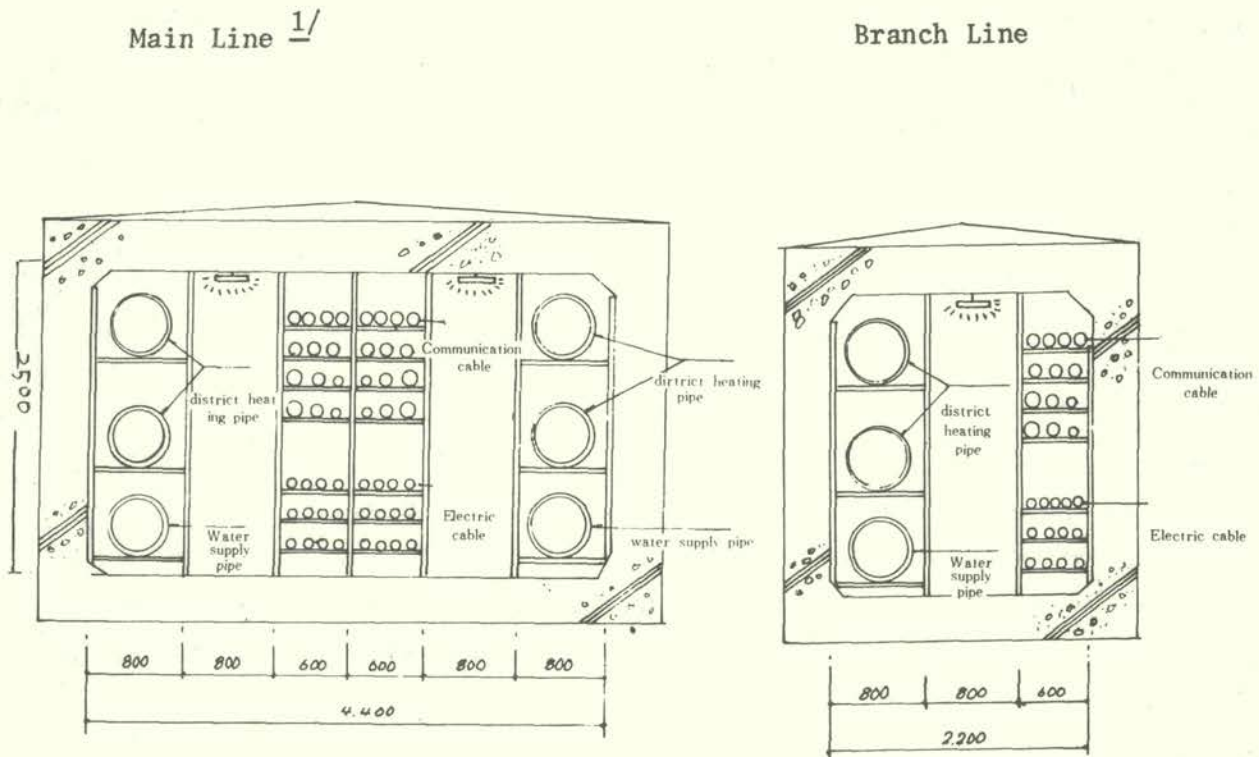 Main Line 1/
Branch Line
2500
Communication
cable
district heat
ing pipe
dirtrict heating
pipe
Electric
cable
Water
supply
pipe
water supply pipe
800 800 600 600 800 800
4.400
Communication
cable
district
heating
pipe
Electric cable
Water
supply
pipe
800 800 600
2.200